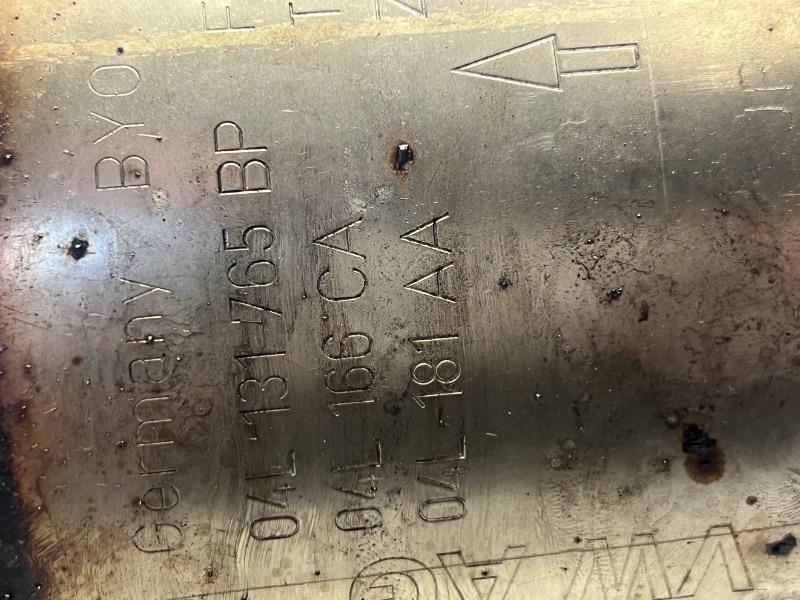 Germany BYO
04L 131 765 BP
04L 166 CA
04L 181 AA
VW AG